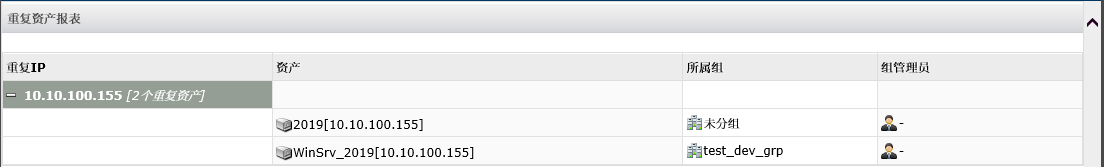 重复资产报表
重复IP 资产 所属组 组管理员
10.10.100.155 [2个重复资产]
2019[10.10.100.155] 未分组 -
WinSrv_2019[10.10.100.155] test_dev_grp -